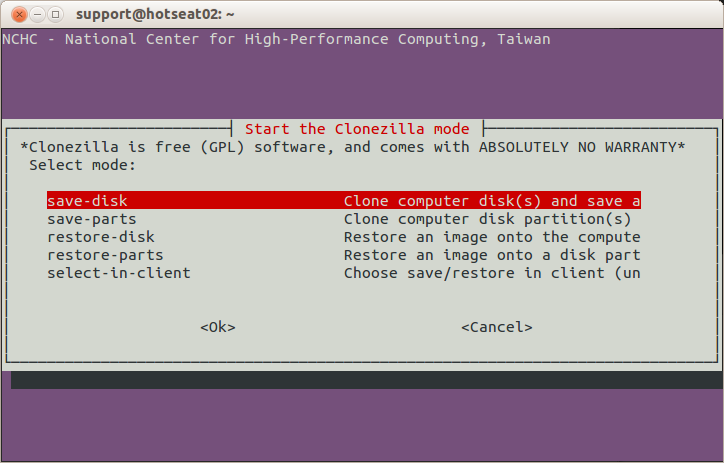 support@hotseat02: ~
NCHC - National Center for High-Performance Computing, Taiwan
Start the Clonezilla mode
*Clonezilla is free (GPL) software, and comes with ABSOLUTELY NO WARRANTY*
Select mode:
save-disk Clone computer disk(s) and save a
save-parts Clone computer disk partition(s)
restore-disk Restore an image onto the compute
restore-parts Restore an image onto a disk part
select-in-client Choose save/restore in client (un
<Ok> <Cancel>